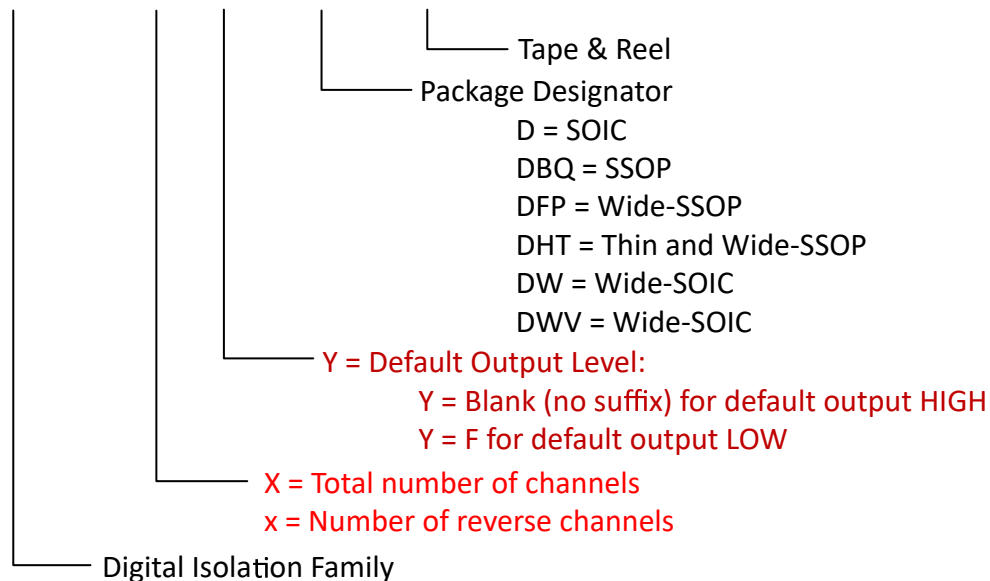 Tape & Reel
Package Designator
D = SOIC
DBQ = SSOP
DFP = Wide-SSOP
DHT = Thin and Wide-SSOP
DW = Wide-SOIC
DWV = Wide-SOIC
Y = Default Output Level:
Y = Blank (no suffix) for default output HIGH
Y = F for default output LOW
X = Total number of channels
x = Number of reverse channels
Digital Isolation Family